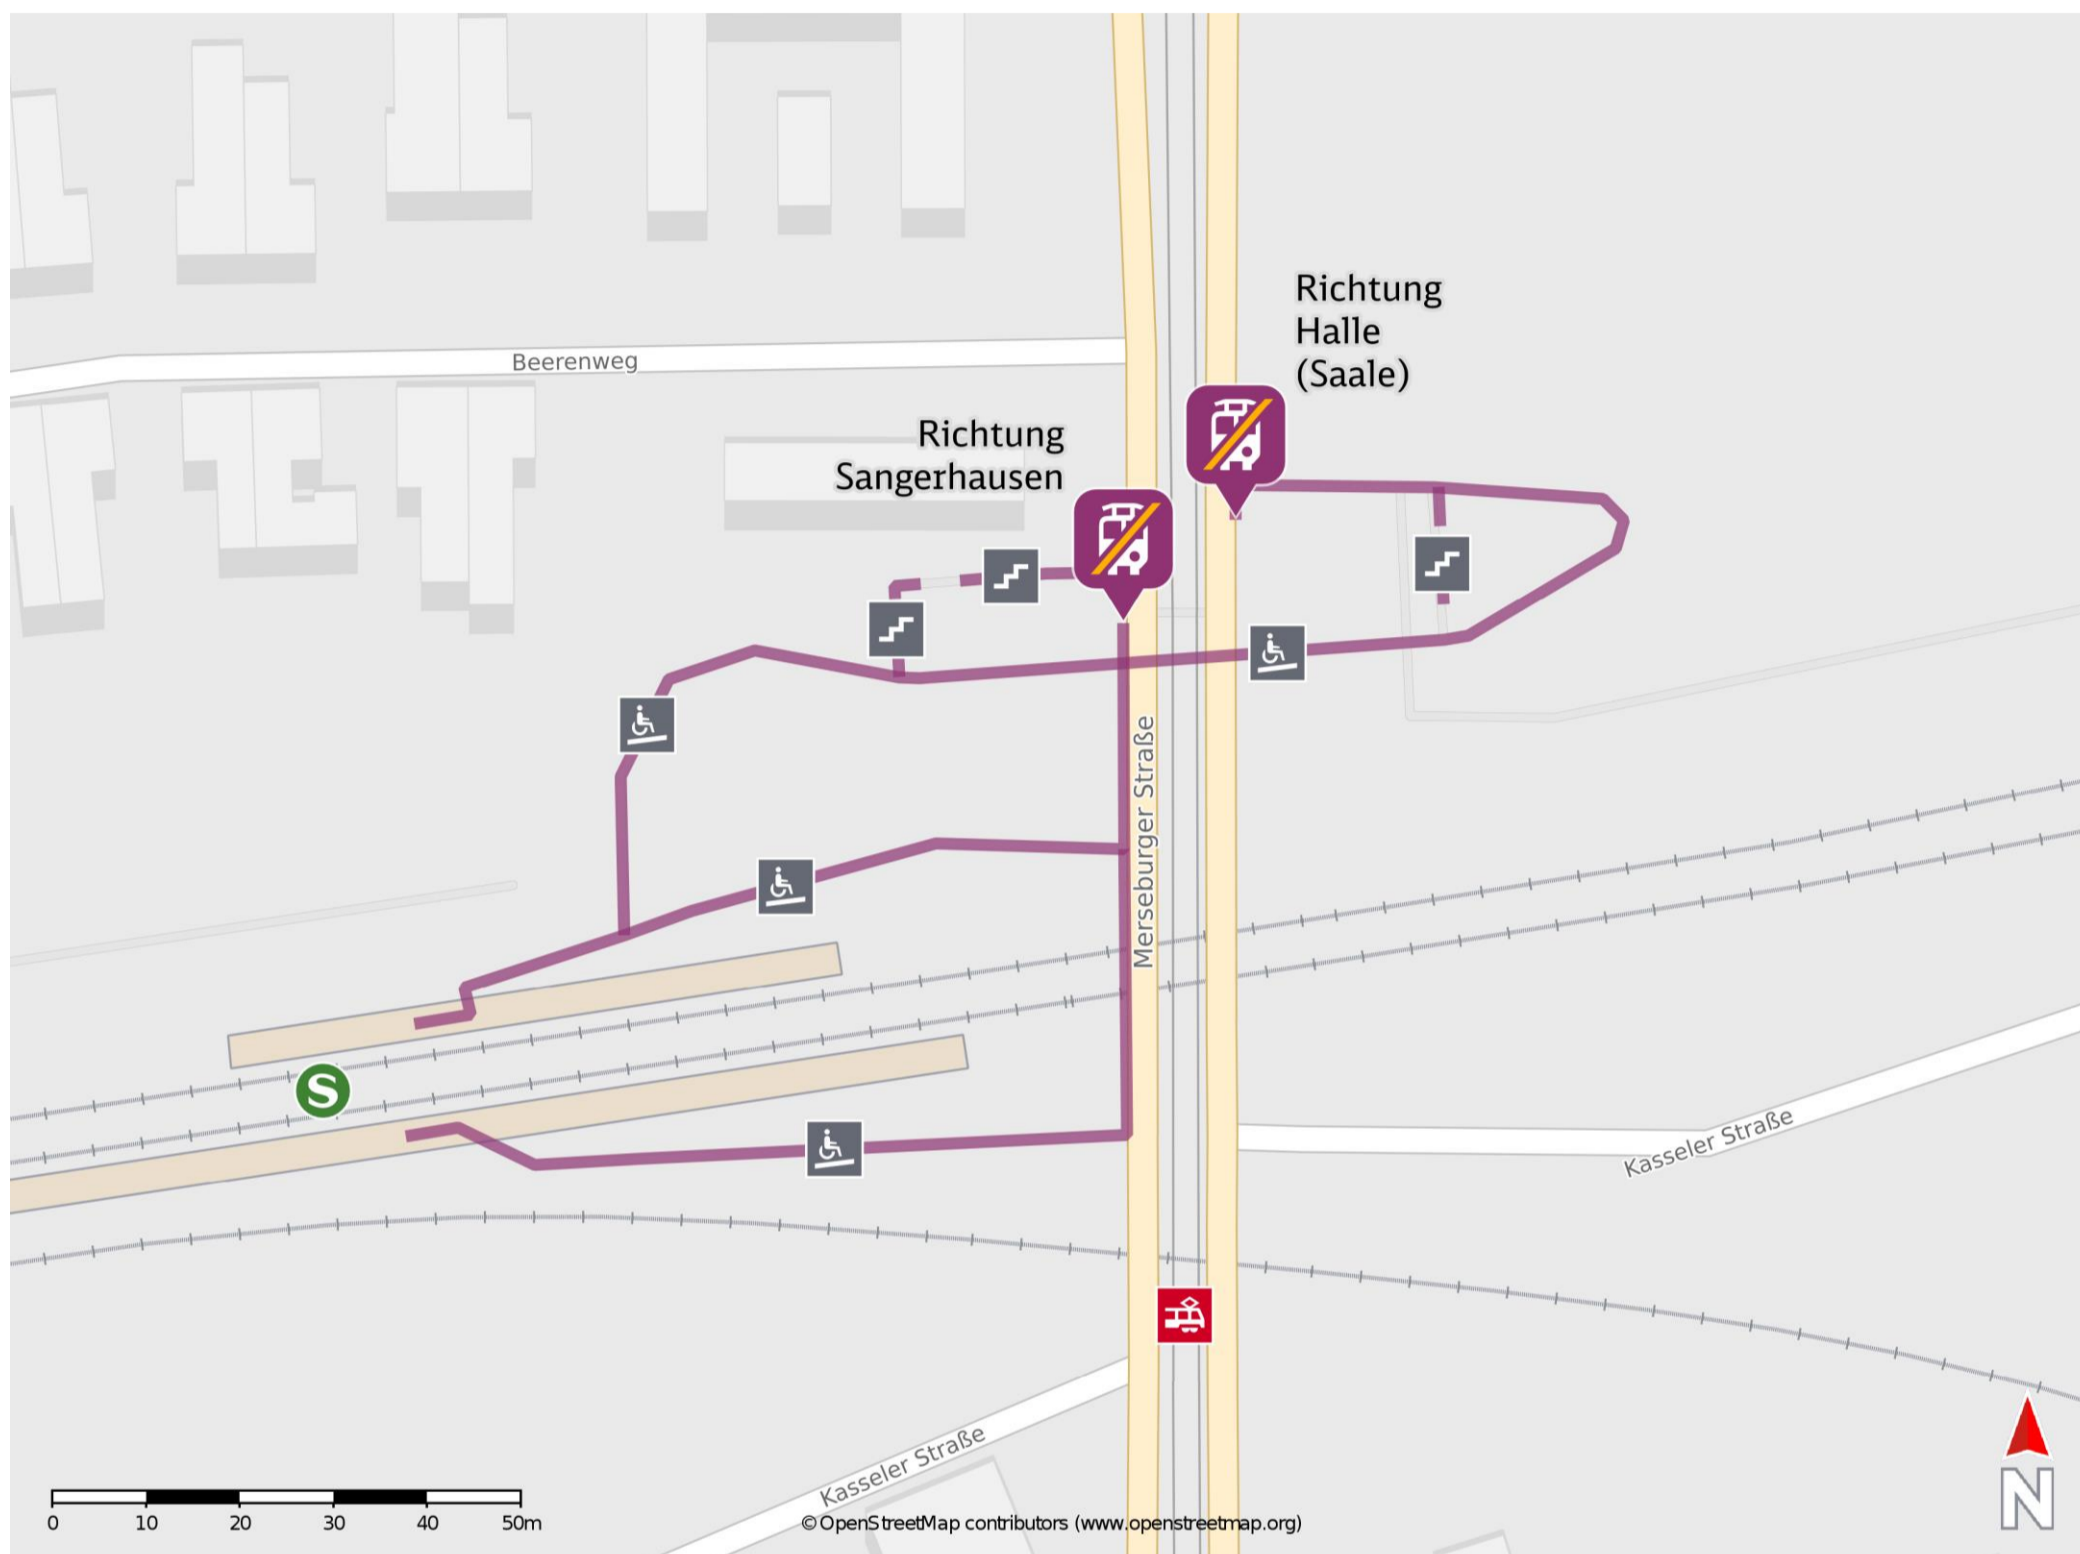 Richtung
Halle
(Saale)
Beerenweg
Richtung
Sangerhausen
Merseburger Straße
S
Kasseler Straße
Kasseler Straße
0 10 20 30 40 50m
©OpenStreetMap contributors (www.openstreetmap.org)
N